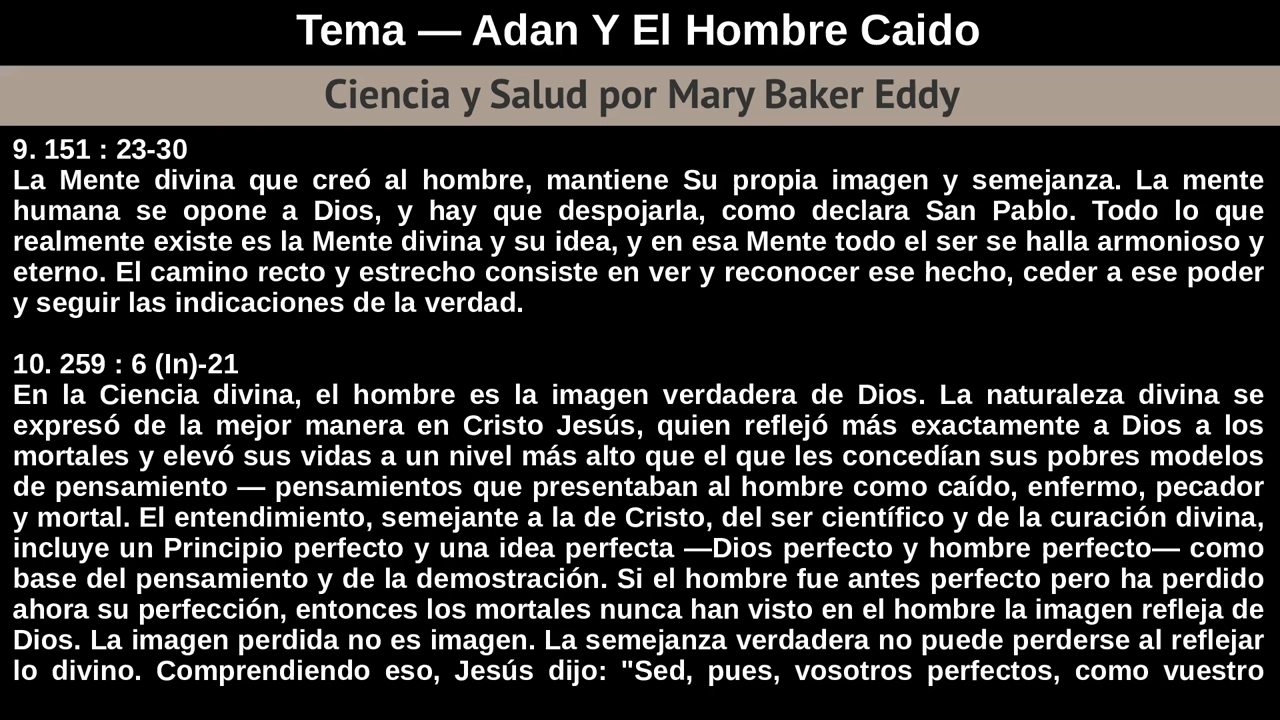 Tema — Adan Y El Hombre Caido
Ciencia y Salud por Mary Baker Eddy
9. 151 : 23-30
La Mente divina que creó al hombre, mantiene Su propia imagen y semejanza. La mente
humana se opone a Dios, y hay que despojarla, como declara San Pablo. Todo lo que
realmente existe es la Mente divina y su idea, y en esa Mente todo el ser se halla armonioso y
eterno. El camino recto y estrecho consiste en ver y reconocer ese hecho, ceder a ese poder
y seguir las indicaciones de la verdad.
10. 259 : 6 (In)-21
En la Ciencia divina, el hombre es la imagen verdadera de Dios. La naturaleza divina se
expresó de la mejor manera en Cristo Jesús, quien reflejó más exactamente a Dios a los
mortales y elevó sus vidas a un nivel más alto que el que les concedían sus pobres modelos
de pensamiento — pensamientos que presentaban al hombre como caído, enfermo, pecador
y mortal. El entendimiento, semejante a la de Cristo, del ser científico y de la curación divina,
incluye un Principio perfecto y una idea perfecta —Dios perfecto y hombre perfecto— como
base del pensamiento y de la demostración. Si el hombre fue antes perfecto pero ha perdido
ahora su perfección, entonces los mortales nunca han visto en el hombre la imagen refleja de
Dios. La imagen perdida no es imagen. La semejanza verdadera no puede perderse al reflejar
lo divino. Comprendiendo eso, Jesús dijo: "Sed, pues, vosotros perfectos, como vuestro